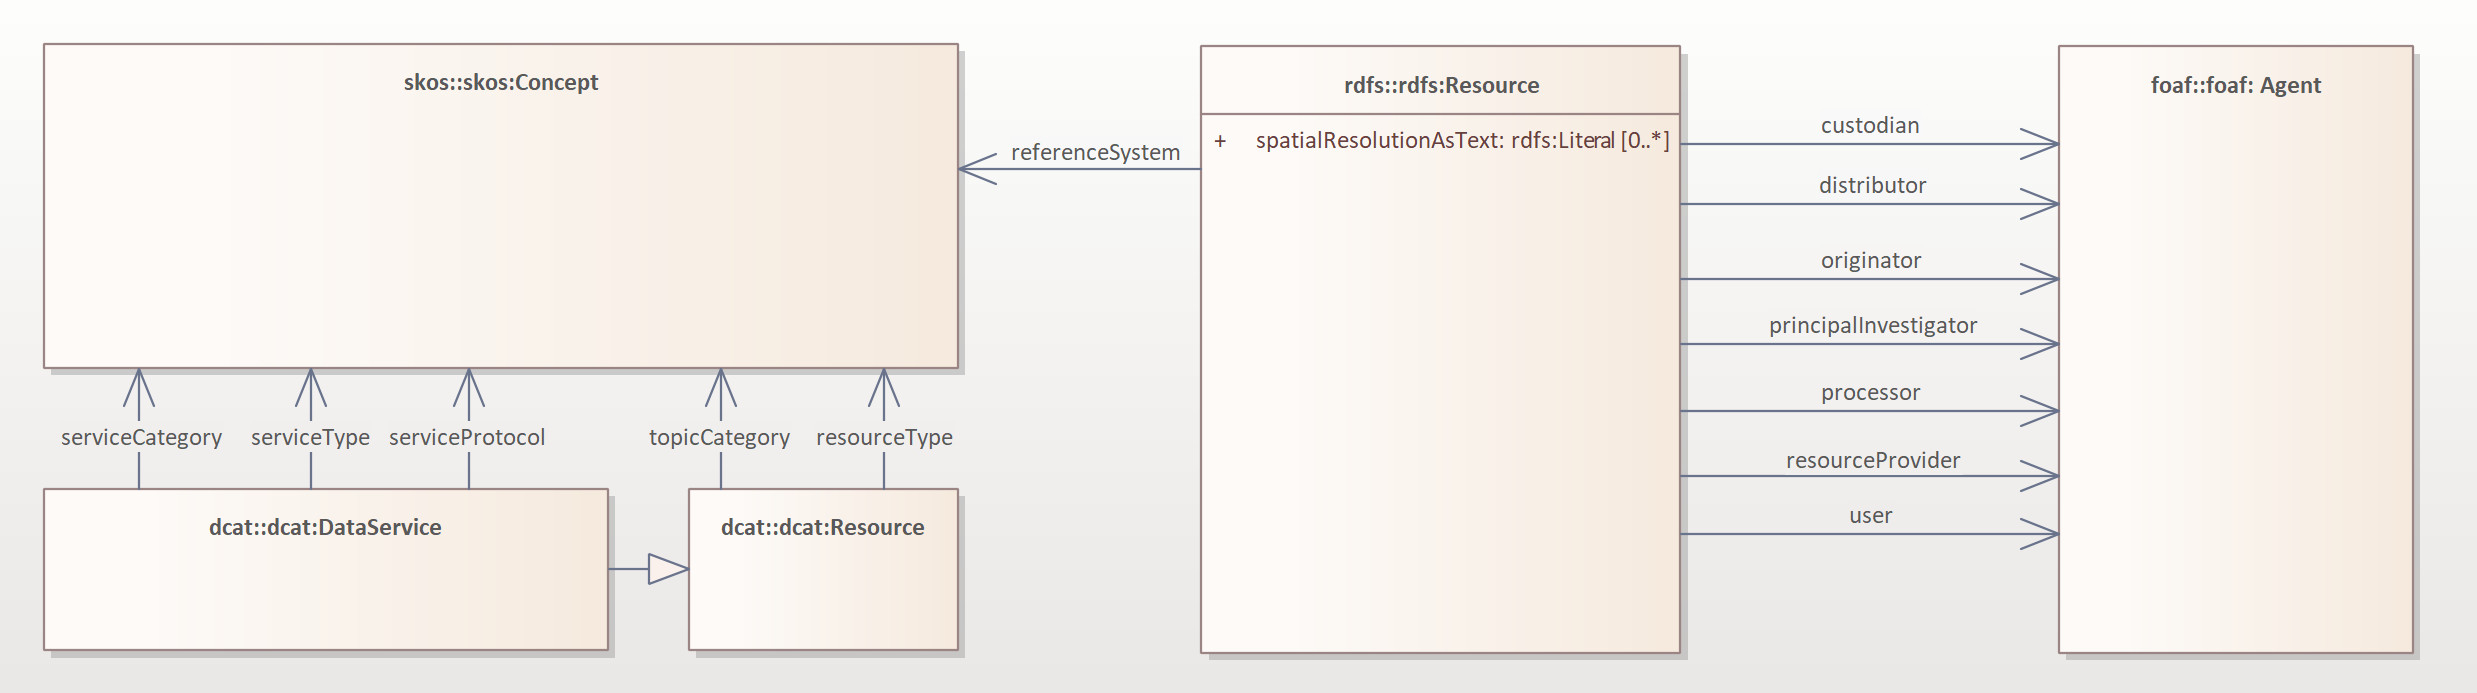 skos::skos:Concept
referenceSystem
rdfs::rdfs:Resource
+ spatialResolutionAsText: rdfs:Literal [0..*]
custodian
distributor
originator
principalInvestigator
processor
resourceProvider
user
foaf::foaf: Agent
serviceCategory
serviceType
serviceProtocol
topicCategory
resourceType
dcat::dcat:DataService
dcat::dcat:Resource